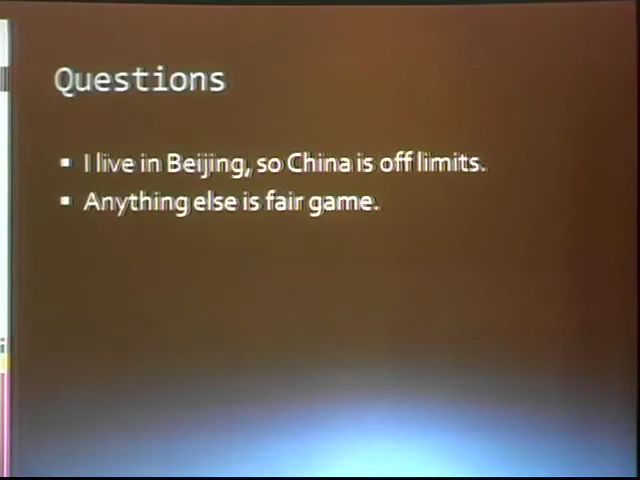 Questions
▪ I live in Beijing, so China is off limits.
▪ Anything else is fair game.